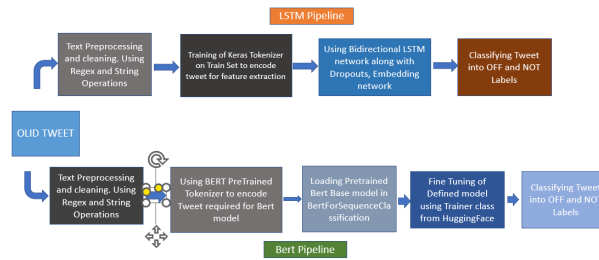 LSTM Pipeline
Text Preprocessing
and cleaning. Using
Regex and String
Operations
Training of Keras Tokenizer
on Train Set to encode
tweet for feature extraction
Using Bidirectional LSTM
network along with
Dropouts, Embedding
network
Classifying Tweet
into OFF and NOT
Labels
OLID TWEET
Text Preprocessing
and cleaning. Using
Regex and String
Operations
Using BERT PreTrained
Tokenizer to encode
Tweet required for Bert
model
Loading Pretrained
Bert Base model in
BertForSequenceCla
ssification
Fine Tuning of
Defined model
using Trainer class
from HuggingFace
Classifying Tweet
into OFF and NOT
Labels
Bert Pipeline